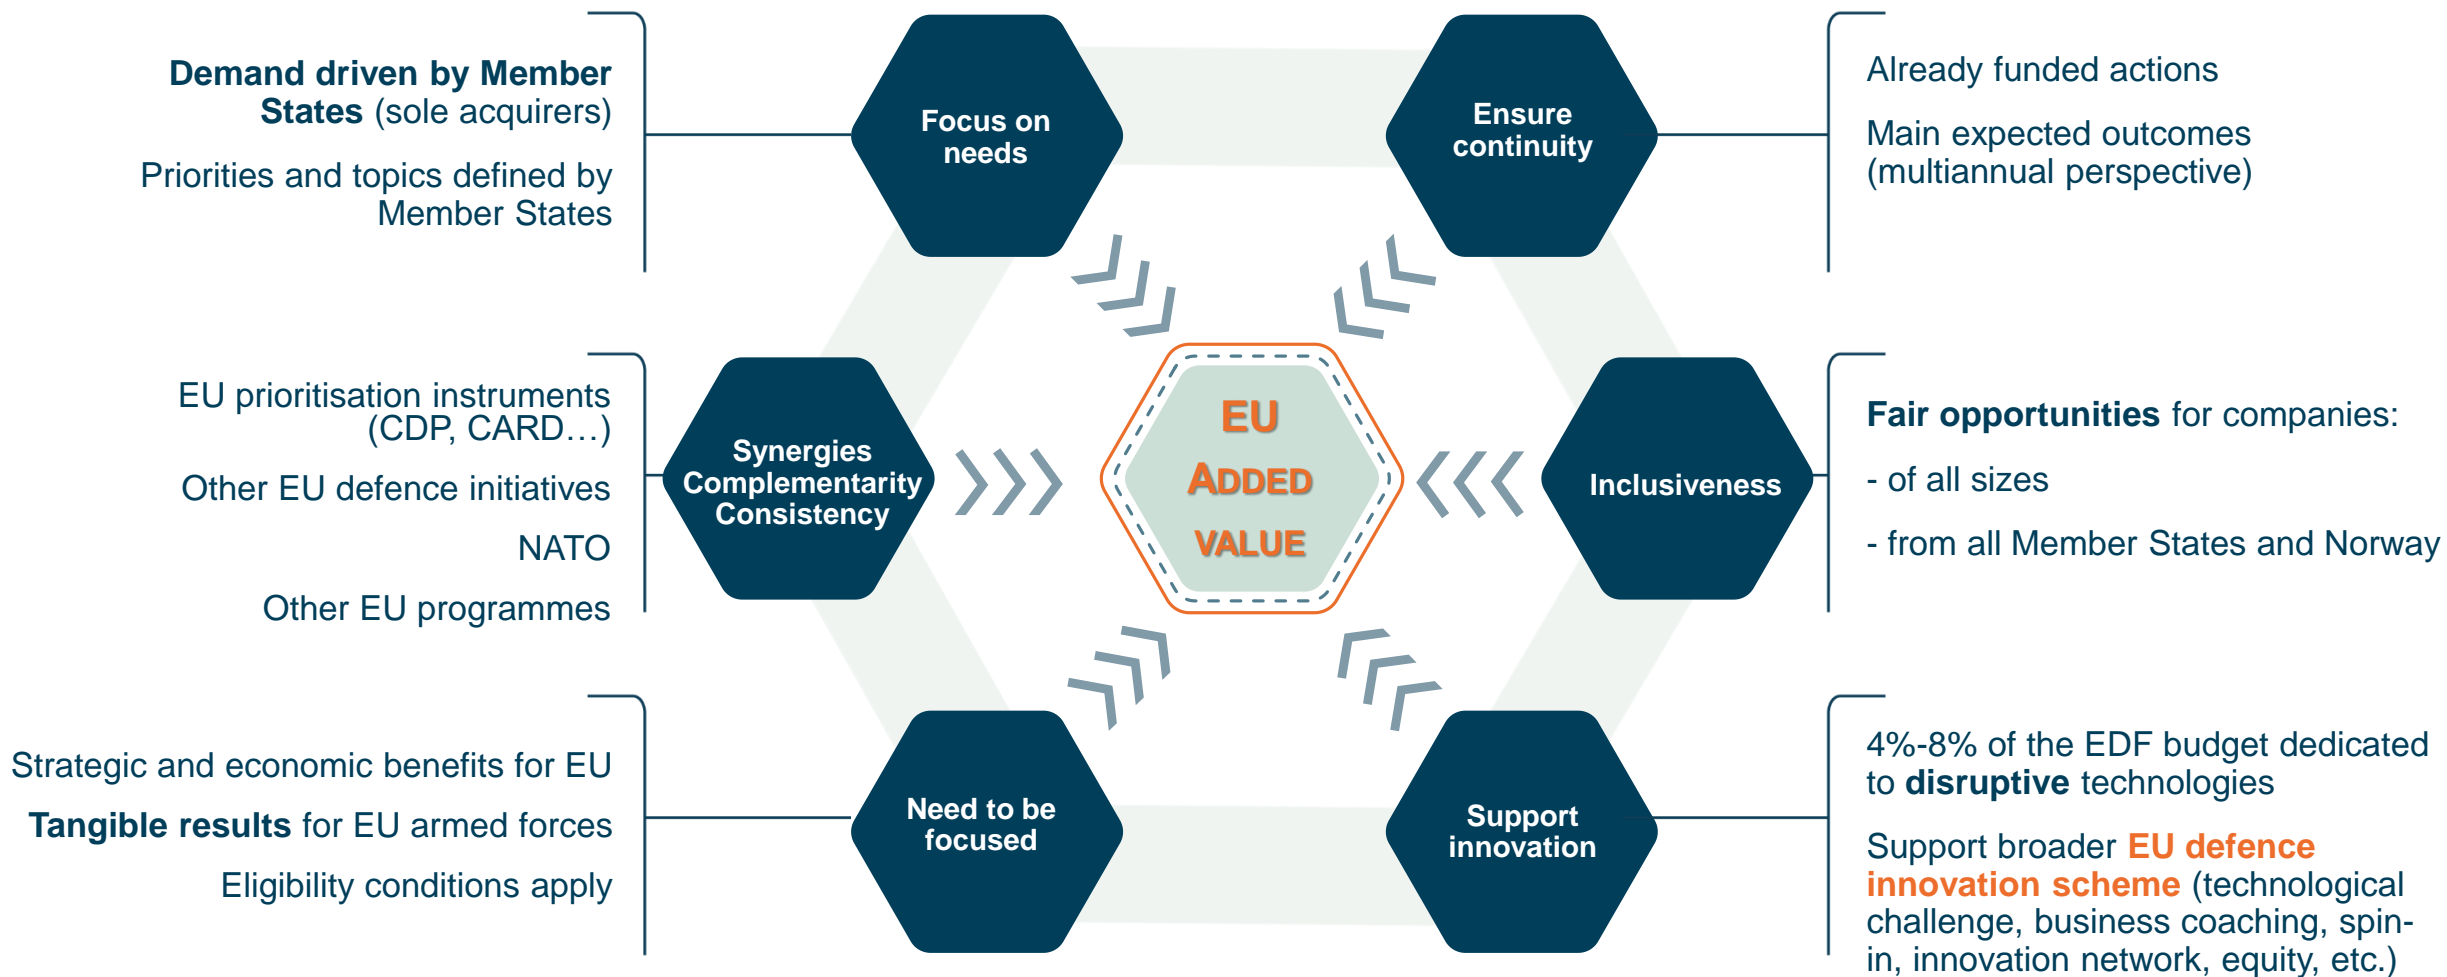 Demand driven by Member
States (sole acquirers)
Priorities and topics defined by
Member States
Focus on
needs
Ensure
continuity
Already funded actions
Main expected outcomes
(multiannual perspective)
EU prioritisation instruments
(CDP, CARD…)
Other EU defence initiatives
NATO
Other EU programmes
Synergies
Complementarity
Consistency
EU
ADDED
VALUE
Inclusiveness
Fair opportunities for companies:
- of all sizes
- from all Member States and Norway
Strategic and economic benefits for EU
Tangible results for EU armed forces
Eligibility conditions apply
Need to be
focused
Support
innovation
4%-8% of the EDF budget dedicated
to disruptive technologies
Support broader EU defence
innovation scheme (technological
challenge, business coaching, spin-
in, innovation network, equity, etc.)